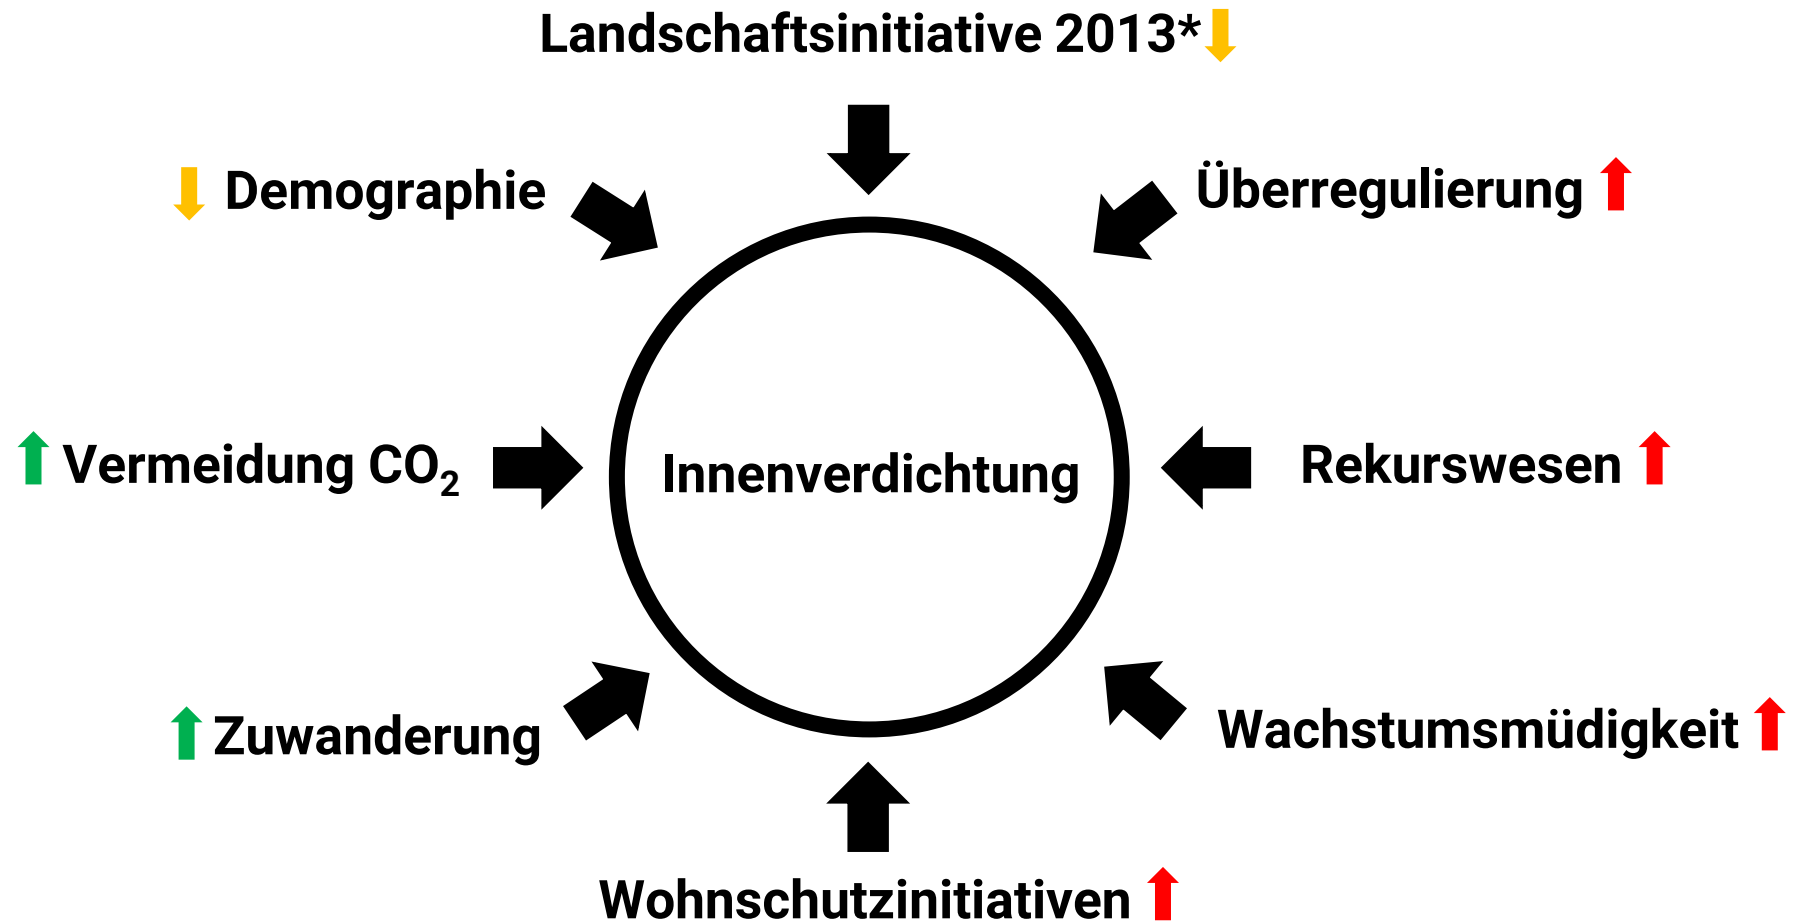 Landschaftsinitiative 2013*
Demographie
Überregulierung
Vermeidung CO₂
Innenverdichtung
Rekurswesen
Zuwanderung
Wachstumsmüdigkeit
Wohnschutzinitiativen